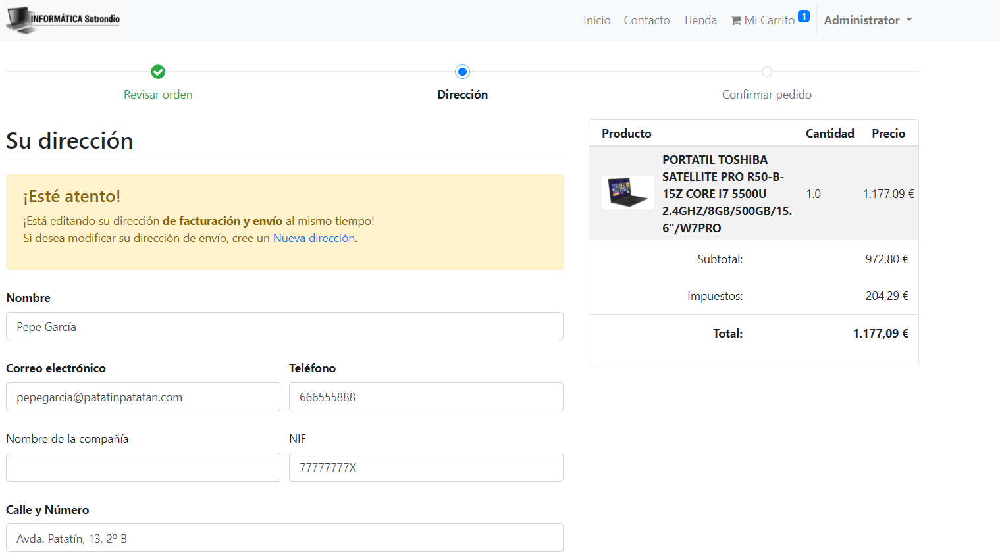 INFORMÁTICA Sotrondio
Inicio Contacto Tienda Mi Carrito 1 Administrator
Revisar orden Dirección Confirmar pedido
Su dirección
¡Esté atento!
¡Está editando su dirección de facturación y envío al mismo tiempo!
Si desea modificar su dirección de envío, cree un Nueva dirección.
Nombre
Pepe García
Correo electrónico Teléfono
pepegarcia@patatinpatatan.com 666555888
Nombre de la compañía NIF
77777777X
Calle y Número
Avda. Patatín, 13, 2º B
Producto Cantidad Precio
PORTATIL TOSHIBA
SATELLITE PRO R50-B-
15Z CORE I7 5500U 1.0 1.177,09 €
2.4GHZ/8GB/500GB/15.
6"/W7PRO
Subtotal: 972,80 €
Impuestos: 204,29 €
Total: 1.177,09 €